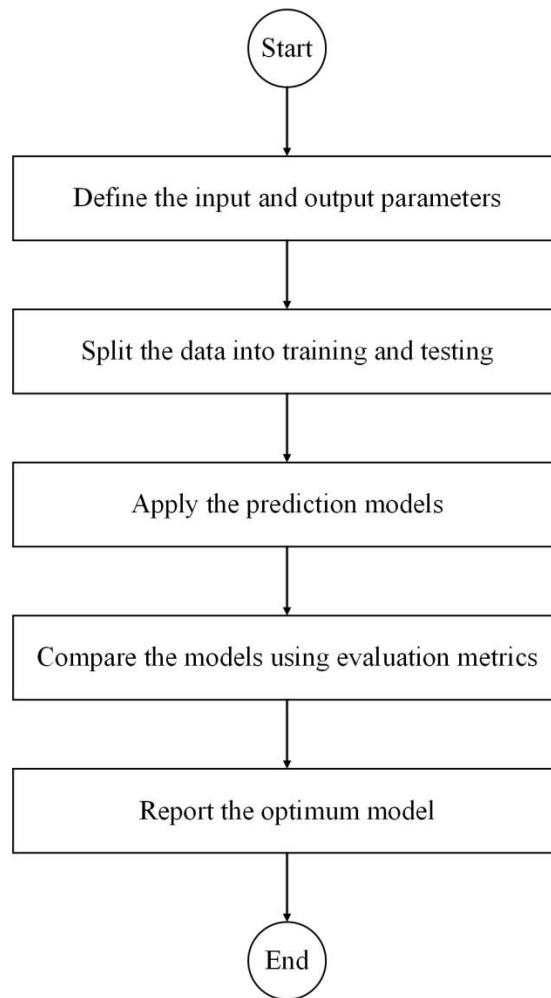 Start
Define the input and output parameters
Split the data into training and testing
Apply the prediction models
Compare the models using evaluation metrics
Report the optimum model
End